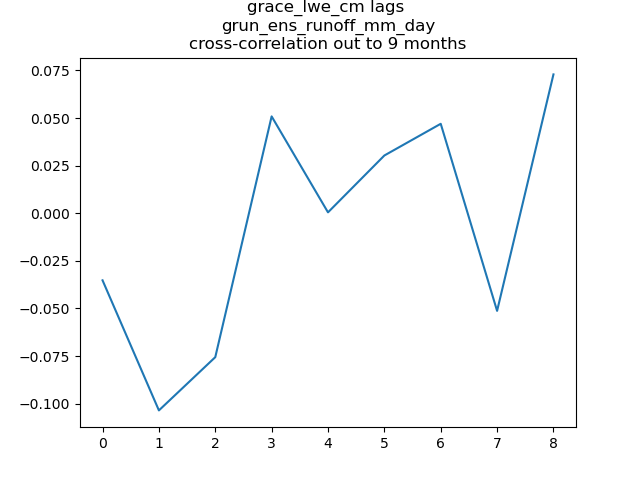 grace_lwe_cm lags
grun_ens_runoff_mm_day
cross-correlation out to 9 months
0.075
0.050
0.025
0.000
−0.025
−0.050
−0.075
−0.100
0 1 2 3 4 5 6 7 8